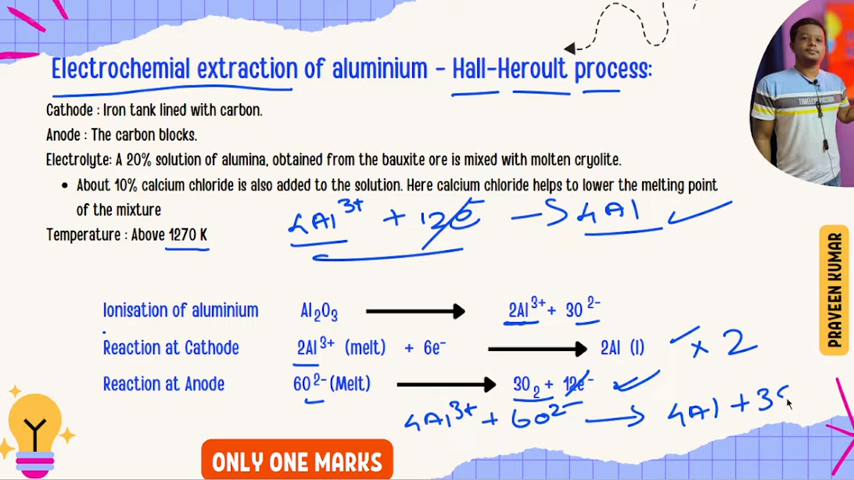 Electrochemial extraction of aluminium - Hall-Heroult process:
Cathode : Iron tank lined with carbon.
Anode : The carbon blocks.
Electrolyte: A 20% solution of alumina, obtained from the bauxite ore is mixed with molten cryolite.
• About 10% calcium chloride is also added to the solution. Here calcium chloride helps to lower the melting point
of the mixture
4Al³⁺ + 12e⁻ → 4Al
Temperature : Above 1270 K
Ionisation of aluminium Al₂O₃ → 2Al³⁺ + 3O²⁻
Reaction at Cathode 2Al³⁺ (melt) + 6e⁻ → 2Al (l) × 2
Reaction at Anode 6O²⁻(Melt) → 3O₂ + 12e⁻
4Al³⁺ + 6O²⁻ → 4Al + 3
ONLY ONE MARKS
PRAVEEN KUMAR